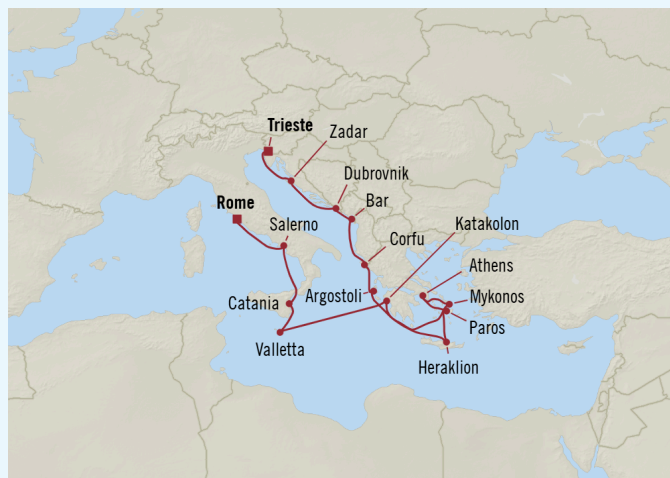 Trieste
Zadar
Dubrovnik
Rome
Bar
Salerno
Katakolon
Corfu
Athens
Catania
Argostoli
Mykonos
Paros
Valletta
Heraklion